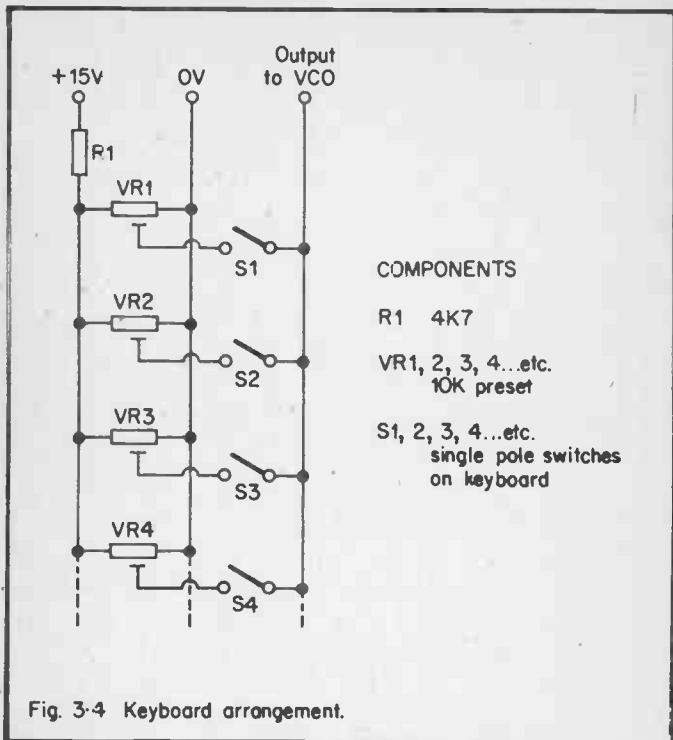 Output
to VCO
+15V
0V
R1
VR1
S1
VR2
S2
VR3
S3
VR4
S4
COMPONENTS
R1 4K7
VR1, 2, 3, 4...etc.
10K preset
S1, 2, 3, 4...etc.
single pole switches
on keyboard
Fig. 3·4 Keyboard arrangement.